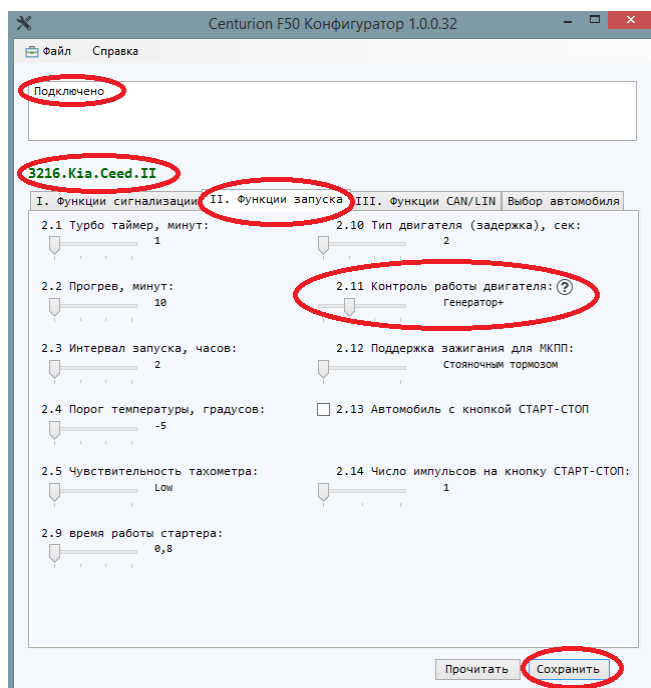 Centurion F50 Конфигуратор 1.0.0.32
Файл Справка
Подключено
3216.Kia.Ceed.II
I. Функции сигнализации II. Функции запуска III. Функции CAN/LIN Выбор автомобиля
2.1 Турбо таймер, минут:
1
2.2 Прогрев, минут:
10
2.3 Интервал запуска, часов:
2
2.4 Порог температуры, градусов:
-5
2.5 Чувствительность тахометра:
Low
2.9 время работы стартера:
0,8
2.10 Тип двигателя (задержка), сек:
2
2.11 Контроль работы двигателя: ?
Генератор+
2.12 Поддержка зажигания для МКПП:
Стояночным тормозом
2.13 Автомобиль с кнопкой СТАРТ-СТОП
2.14 Число импульсов на кнопку СТАРТ-СТОП:
1
Прочитать Сохранить